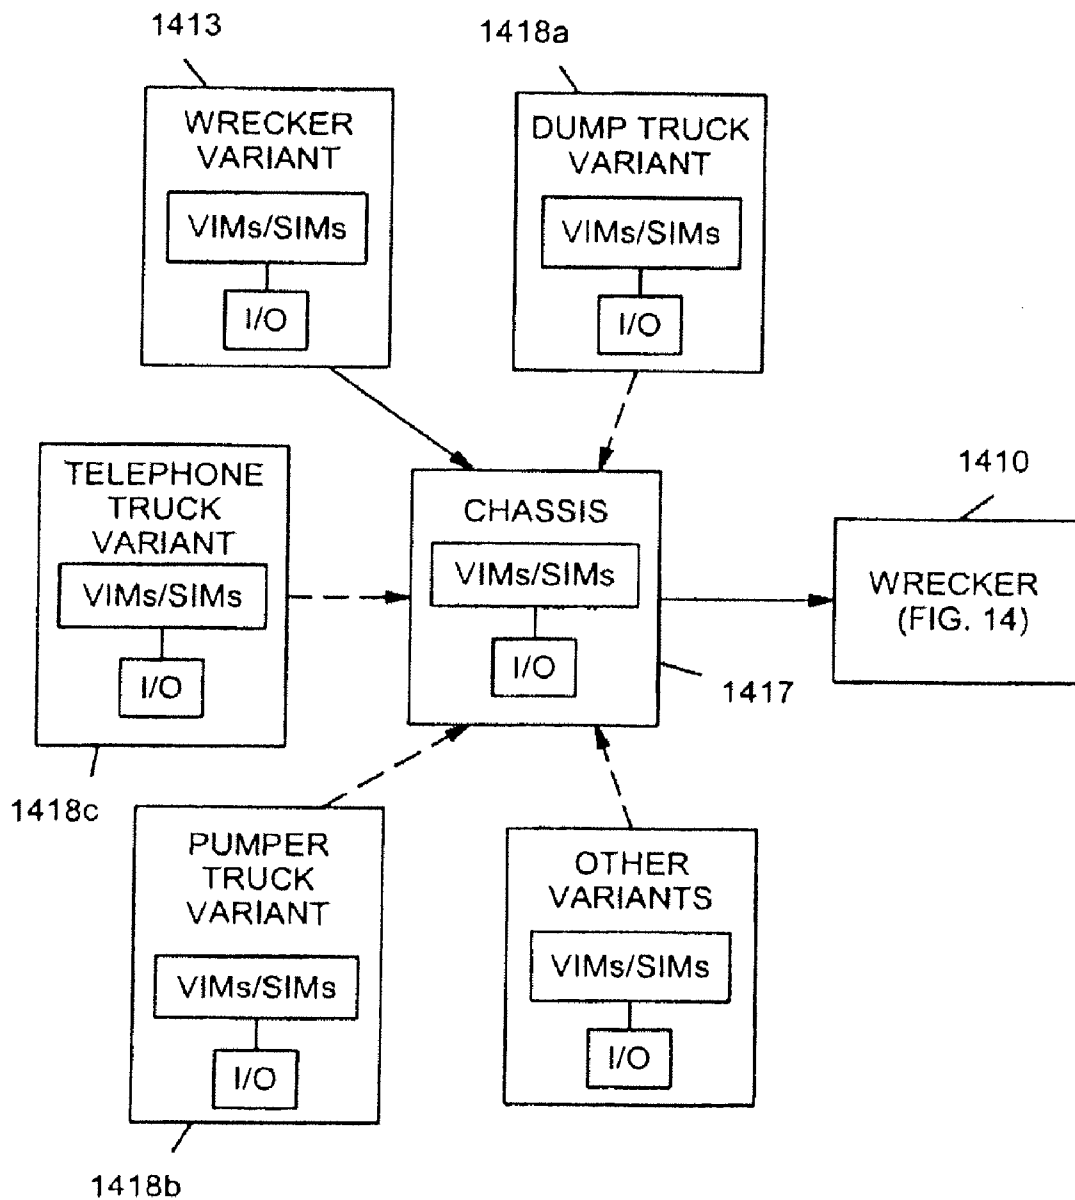 1413
1418a
WRECKER
VARIANT
VIMs/SIMs
I/O
DUMP TRUCK
VARIANT
VIMs/SIMs
I/O
TELEPHONE
TRUCK
VARIANT
VIMs/SIMs
I/O
1418c
CHASSIS
VIMs/SIMs
I/O
1417
1410
WRECKER
(FIG. 14)
PUMPER
TRUCK
VARIANT
VIMs/SIMs
I/O
1418b
OTHER
VARIANTS
VIMs/SIMs
I/O